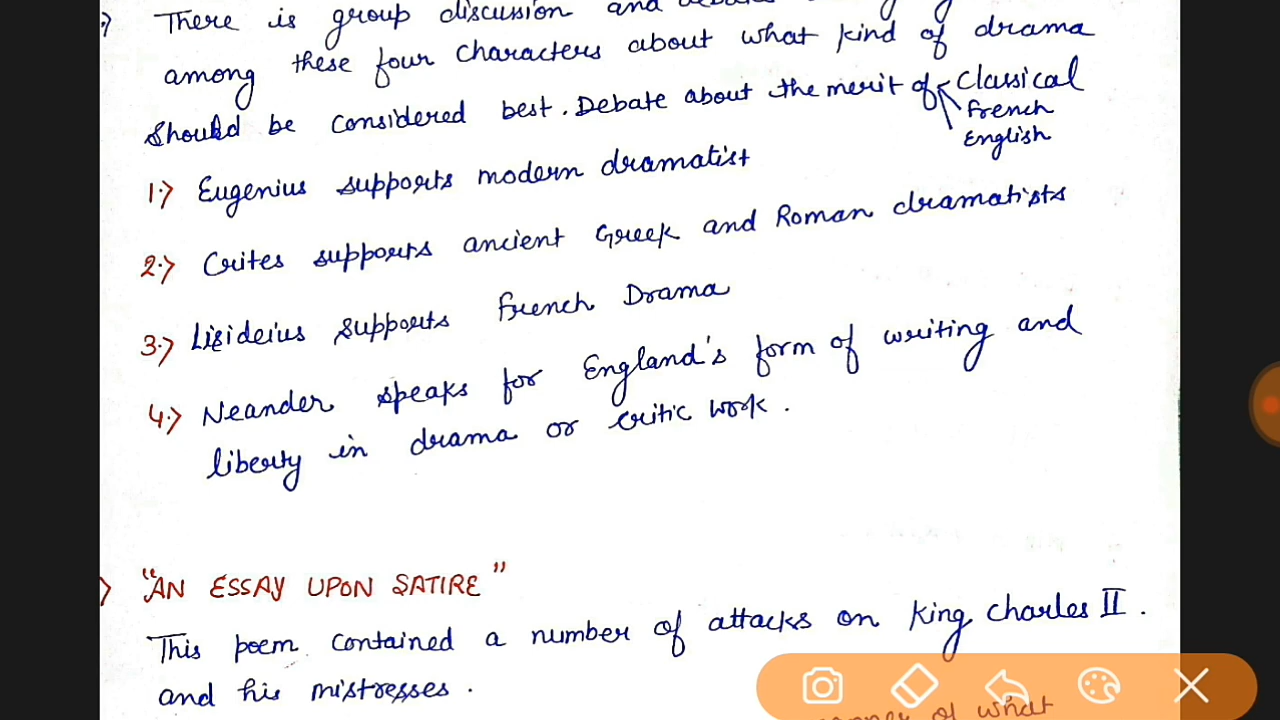 There is group discussion and
among these four characters about what kind of drama
should be considered best. Debate about the merit of Classical
French
English
1.) Eugenius supports modern dramatist
2.) Crites supports ancient Greek and Roman dramatists
3.) Lisideius supports French Drama
4.) Neander speaks for England's form of writing and
liberty in drama or critic work.
"AN ESSAY UPON SATIRE"
This poem contained a number of attacks on King Charles II.
and his mistresses.
of what